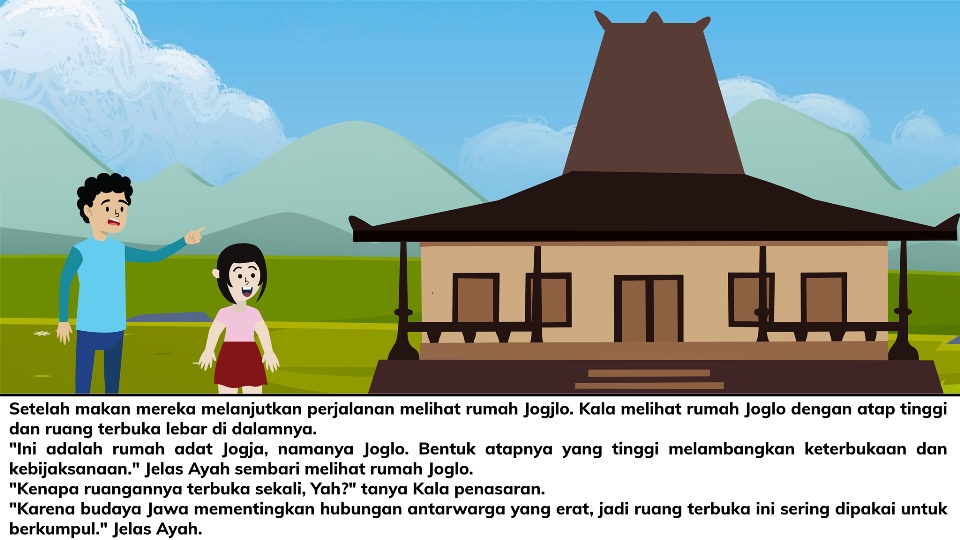 Setelah makan mereka melanjutkan perjalanan melihat rumah Jogjlo. Kala melihat rumah Joglo dengan atap tinggi
dan ruang terbuka lebar di dalamnya.
"Ini adalah rumah adat Jogja, namanya Joglo. Bentuk atapnya yang tinggi melambangkan keterbukaan dan
kebijaksanaan." Jelas Ayah sembari melihat rumah Joglo.
"Kenapa ruangannya terbuka sekali, Yah?" tanya Kala penasaran.
"Karena budaya Jawa mementingkan hubungan antarwarga yang erat, jadi ruang terbuka ini sering dipakai untuk
berkumpul." Jelas Ayah.